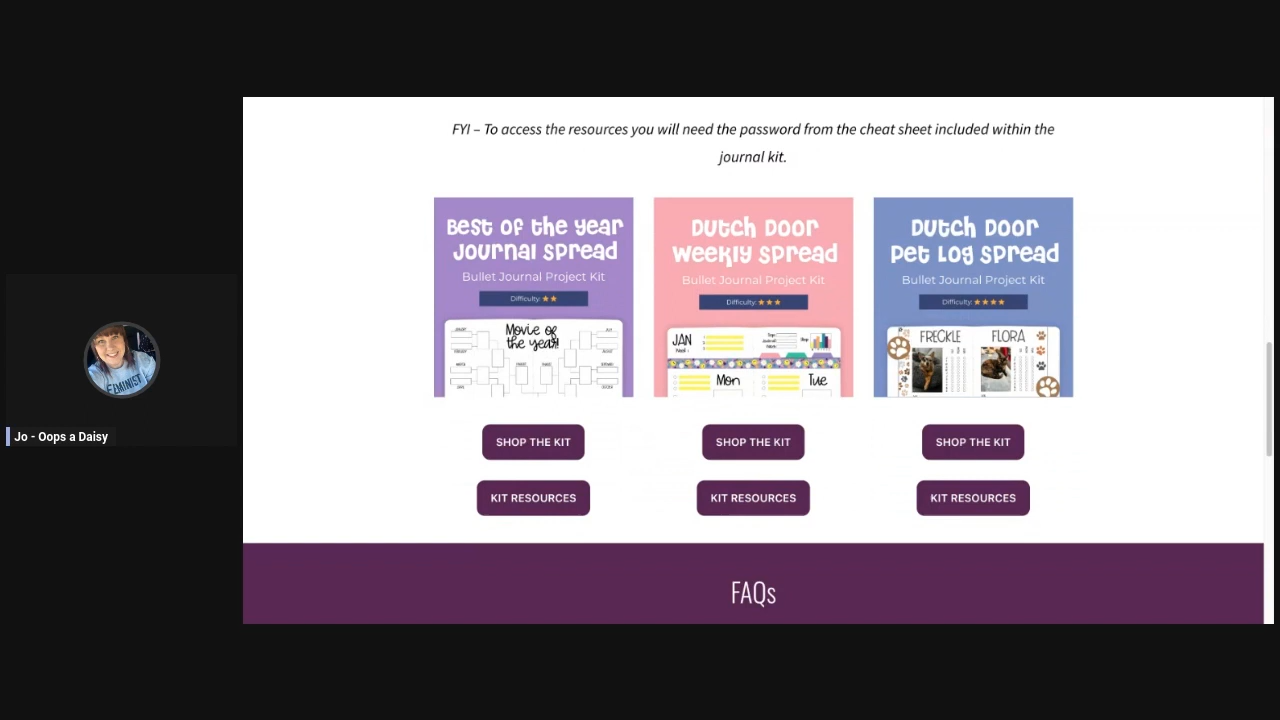 FYI – To access the resources you will need the password from the cheat sheet included within the
journal kit.
Best of the year
Journal Spread
Bullet Journal Project Kit
Difficulty: ★★
Movie of
the year!
Dutch Door
Weekly Spread
Bullet Journal Project Kit
Difficulty: ★★★
JAN
Mon
Tue
Dutch Door
Pet Log Spread
Bullet Journal Project Kit
Difficulty: ★★★★
FRECKLE
FLORA
SHOP THE KIT
SHOP THE KIT
SHOP THE KIT
KIT RESOURCES
KIT RESOURCES
KIT RESOURCES
FAQs
FEMINIST
Jo - Oops a Daisy